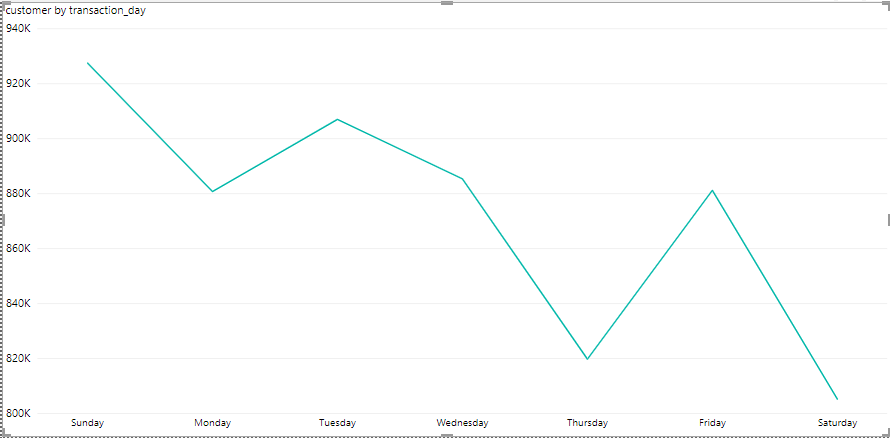 customer by transaction_day
940K
920K
900K
880K
860K
840K
820K
800K
Sunday Monday Tuesday Wednesday Thursday Friday Saturday